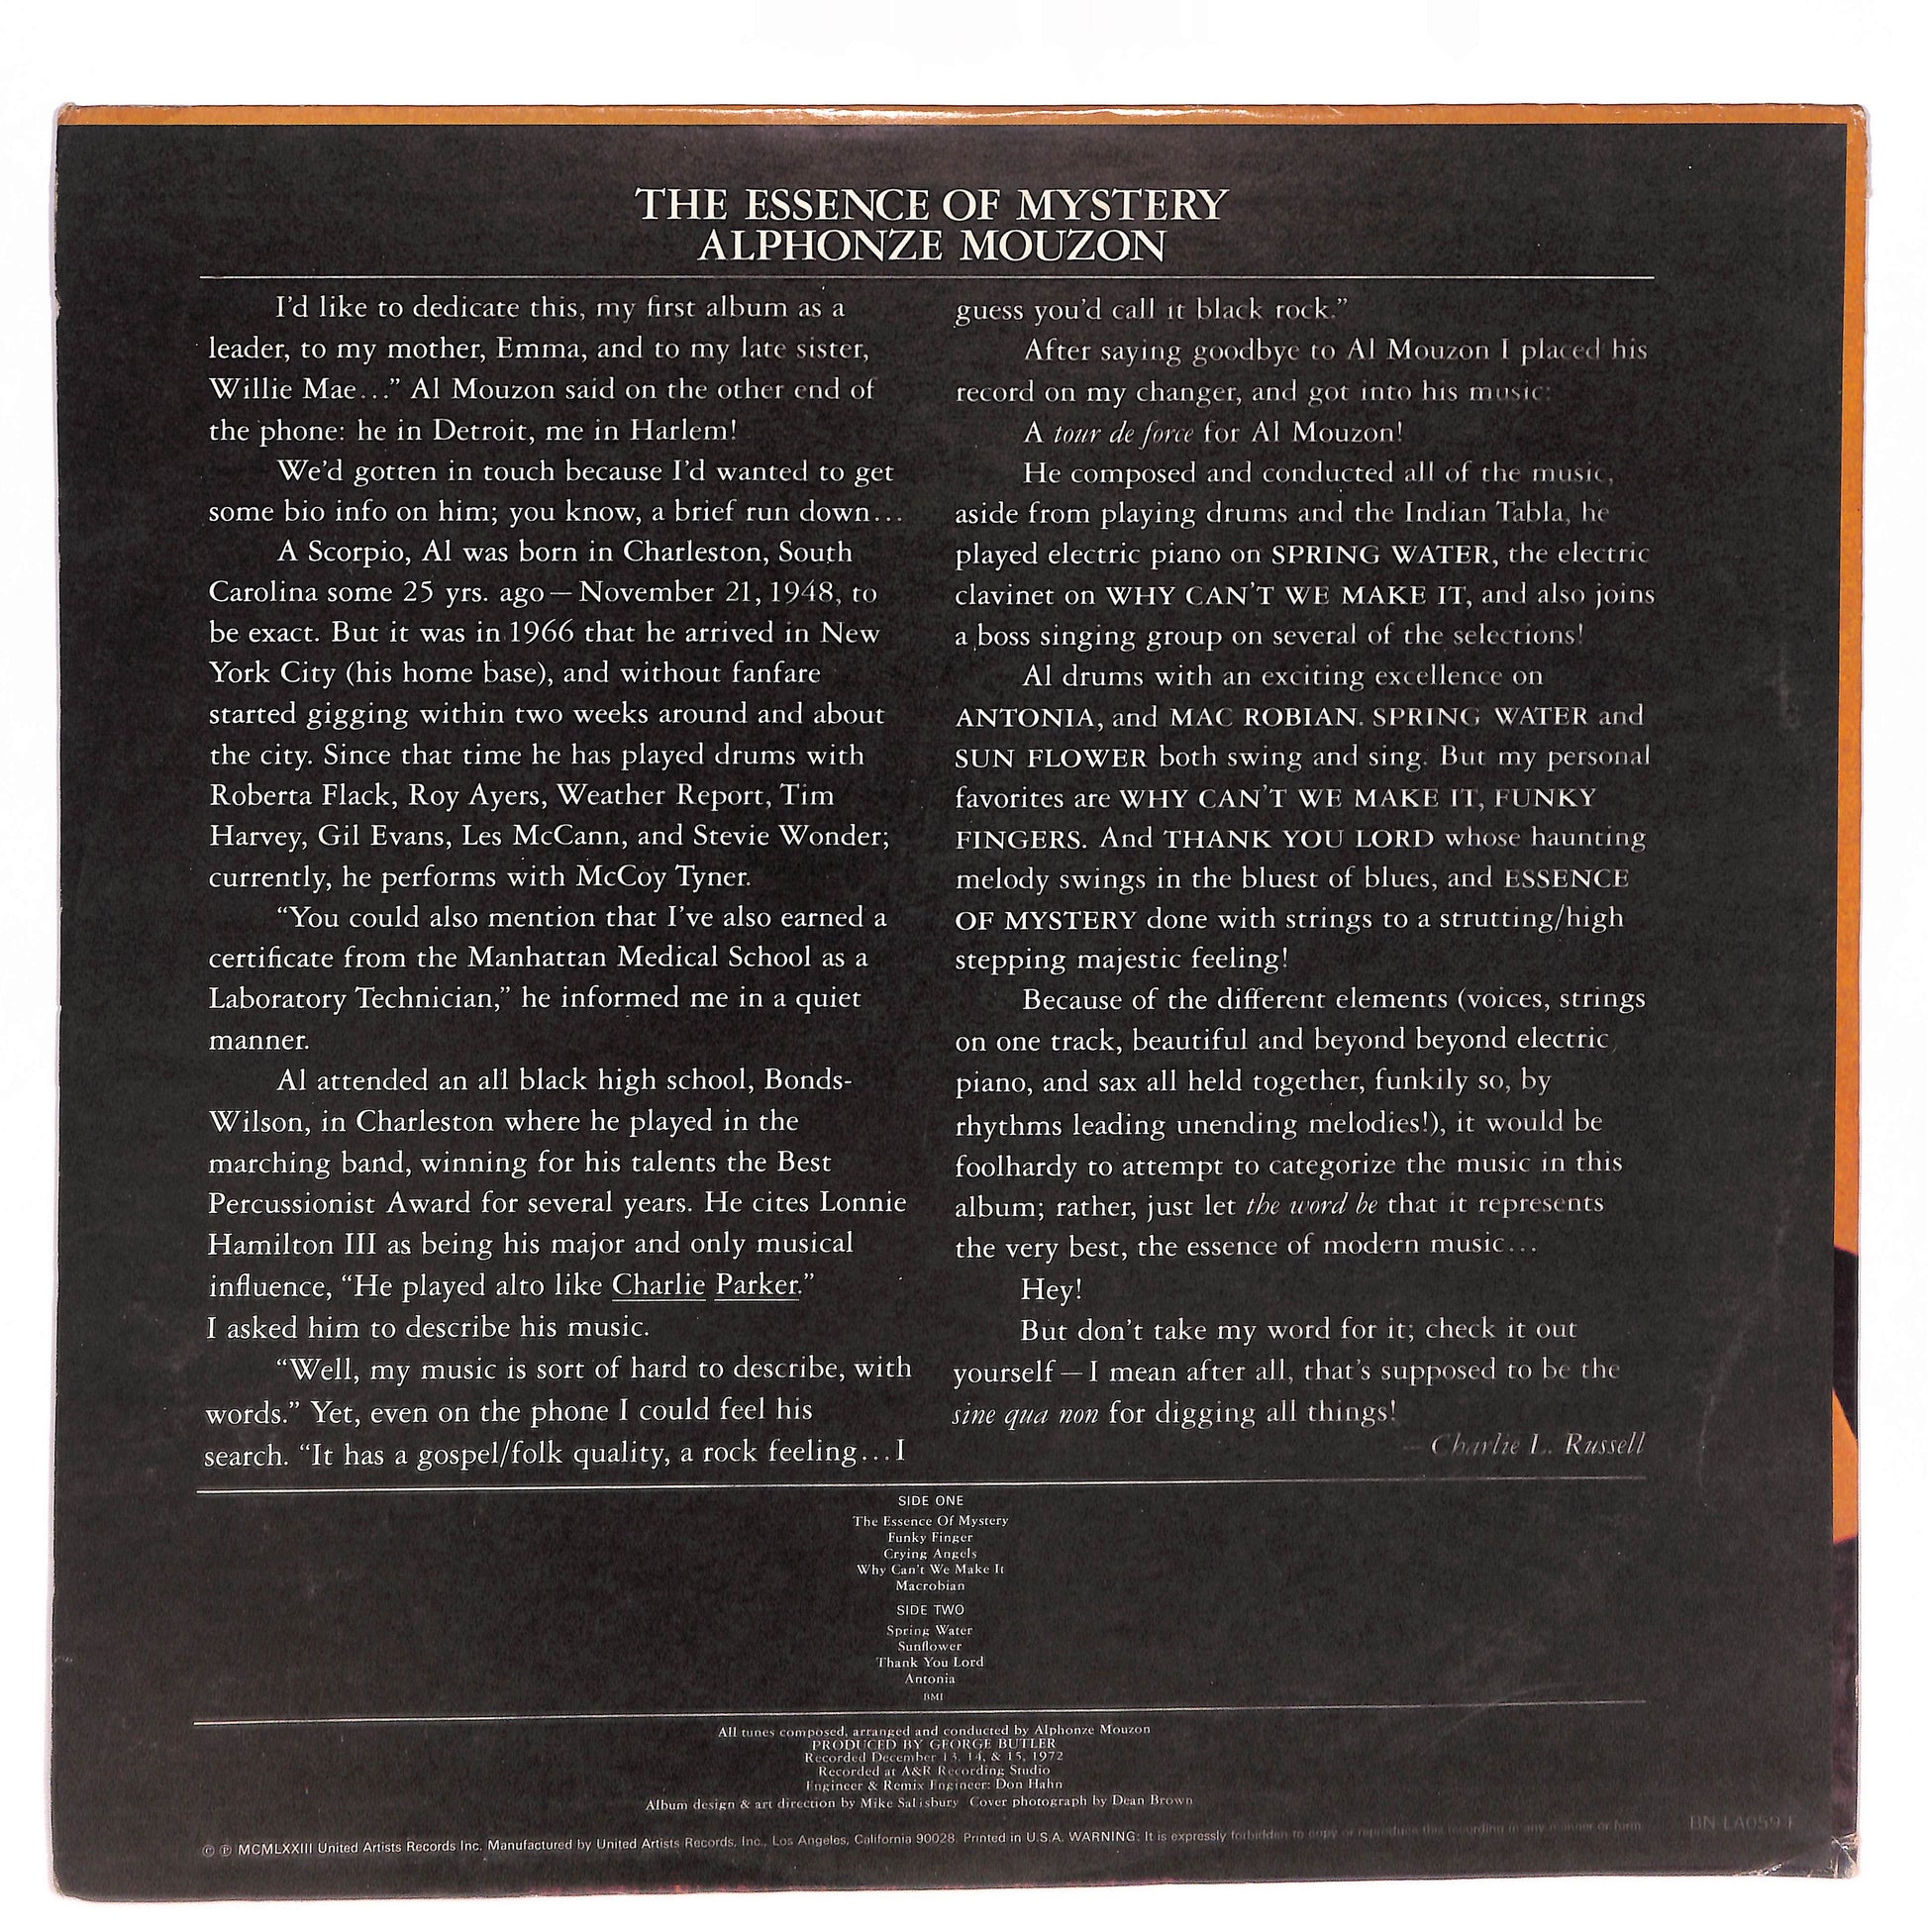 THE ESSENCE OF MYSTERY
ALPHONZE MOUZON
I'd like to dedicate this, my first album as a
leader, to my mother, Emma, and to my late sister,
Willie Mae...” Al Mouzon said on the other end of
the phone: he in Detroit, me in Harlem!
We'd gotten in touch because I'd wanted to get
some bio info on him; you know, a brief run down...
A Scorpio, Al was born in Charleston, South
Carolina some 25 yrs. ago — November 21, 1948, to
be exact. But it was in 1966 that he arrived in New
York City (his home base), and without fanfare
started gigging within two weeks around and about
the city. Since that time he has played drums with
Roberta Flack, Roy Ayers, Weather Report, Tim
Harvey, Gil Evans, Les McCann, and Stevie Wonder;
currently, he performs with McCoy Tyner.
“You could also mention that I've also earned a
certificate from the Manhattan Medical School as a
Laboratory Technician,” he informed me in a quiet
manner.
Al attended an all black high school, Bonds-
Wilson, in Charleston where he played in the
marching band, winning for his talents the Best
Percussionist Award for several years. He cites Lonnie
Hamilton III as being his major and only musical
influence, “He played alto like Charlie Parker.”
I asked him to describe his music.
“Well, my music is sort of hard to describe, with
words.” Yet, even on the phone I could feel his
search. “It has a gospel/folk quality, a rock feeling...I
guess you'd call it black rock.”
After saying goodbye to Al Mouzon I placed his
record on my changer, and got into his music:
A tour de force for Al Mouzon!
He composed and conducted all of the music,
aside from playing drums and the Indian Tabla, he
played electric piano on SPRING WATER, the electric
clavinet on WHY CAN'T WE MAKE IT, and also joins
a boss singing group on several of the selections!
Al drums with an exciting excellence on
ANTONIA, and MAC ROBIAN. SPRING WATER and
SUN FLOWER both swing and sing. But my personal
favorites are WHY CAN'T WE MAKE IT, FUNKY
FINGERS. And THANK YOU LORD whose haunting
melody swings in the bluest of blues, and ESSENCE
OF MYSTERY done with strings to a strutting/high
stepping majestic feeling!
Because of the different elements (voices, strings
on one track, beautiful and beyond beyond electric
piano, and sax all held together, funkily so, by
rhythms leading unending melodies!), it would be
foolhardy to attempt to categorize the music in this
album; rather, just let the word be that it represents
the very best, the essence of modern music...
Hey!
But don't take my word for it; check it out
yourself — I mean after all, that's supposed to be the
sine qua non for digging all things!
— Charlie L. Russell
SIDE ONE
The Essence Of Mystery
Funky Finger
Crying Angels
Why Can't We Make It
Macrobian
SIDE TWO
Spring Water
Sunflower
Thank You Lord
Antonia
BMI
All tunes composed, arranged and conducted by Alphonze Mouzon
PRODUCED BY GEORGE BUTLER
Recorded December 13, 14, & 15, 1972
Recorded at A&R Recording Studio
Engineer & Remix Engineer: Don Hahn
Album design & art direction by Mike Salisbury Cover photograph by Dean Brown
© ℗ MCMLXXIII United Artists Records Inc. Manufactured by United Artists Records, Inc., Los Angeles, California 90028. Printed in U.S.A. WARNING: It is expressly forbidden to copy or reproduce this recording in any manner or form
BN-LA059-F